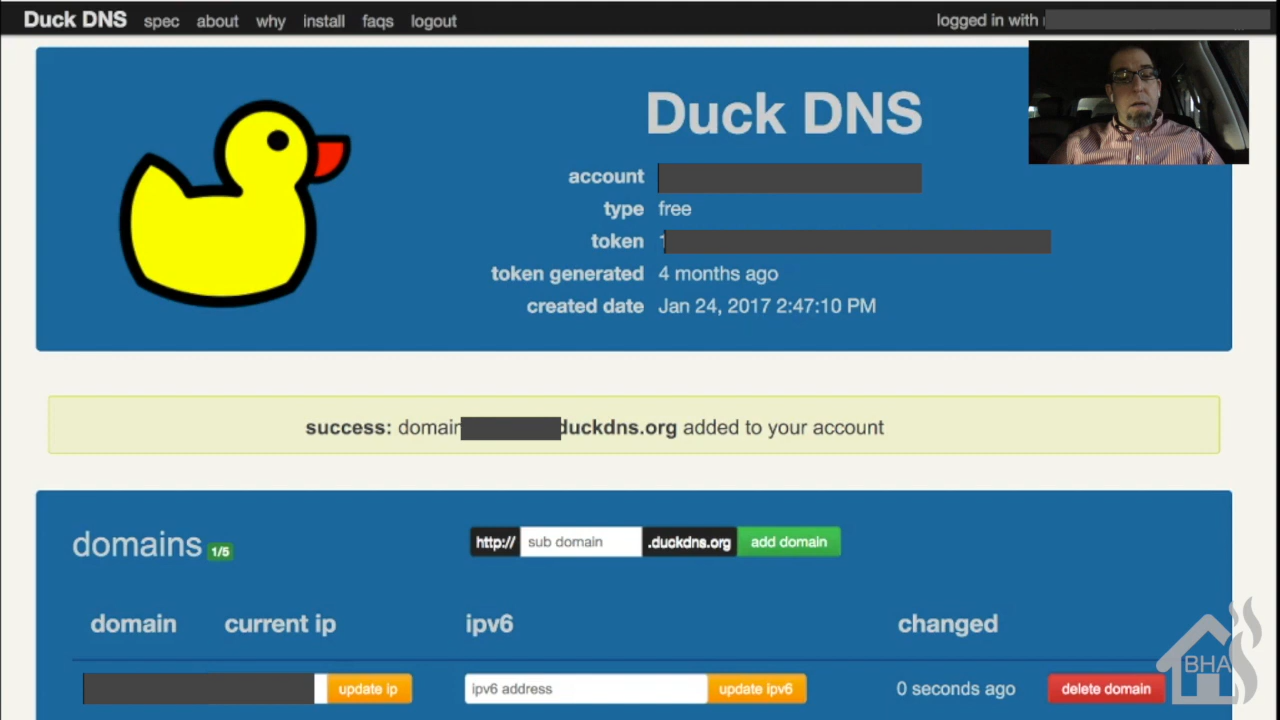 Duck DNS spec about why install faqs logout logged in with
Duck DNS
account
type free
token
token generated 4 months ago
created date Jan 24, 2017 2:47:10 PM
success: domain duckdns.org added to your account
domains 1/5 http:// sub domain .duckdns.org add domain
domain current ip ipv6 changed
update ip ipv6 address update ipv6 0 seconds ago delete domain
BHA